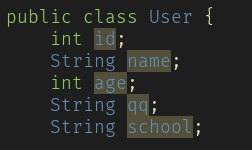 public class User {
    int id;
    String name;
    int age;
    String qq;
    String school;